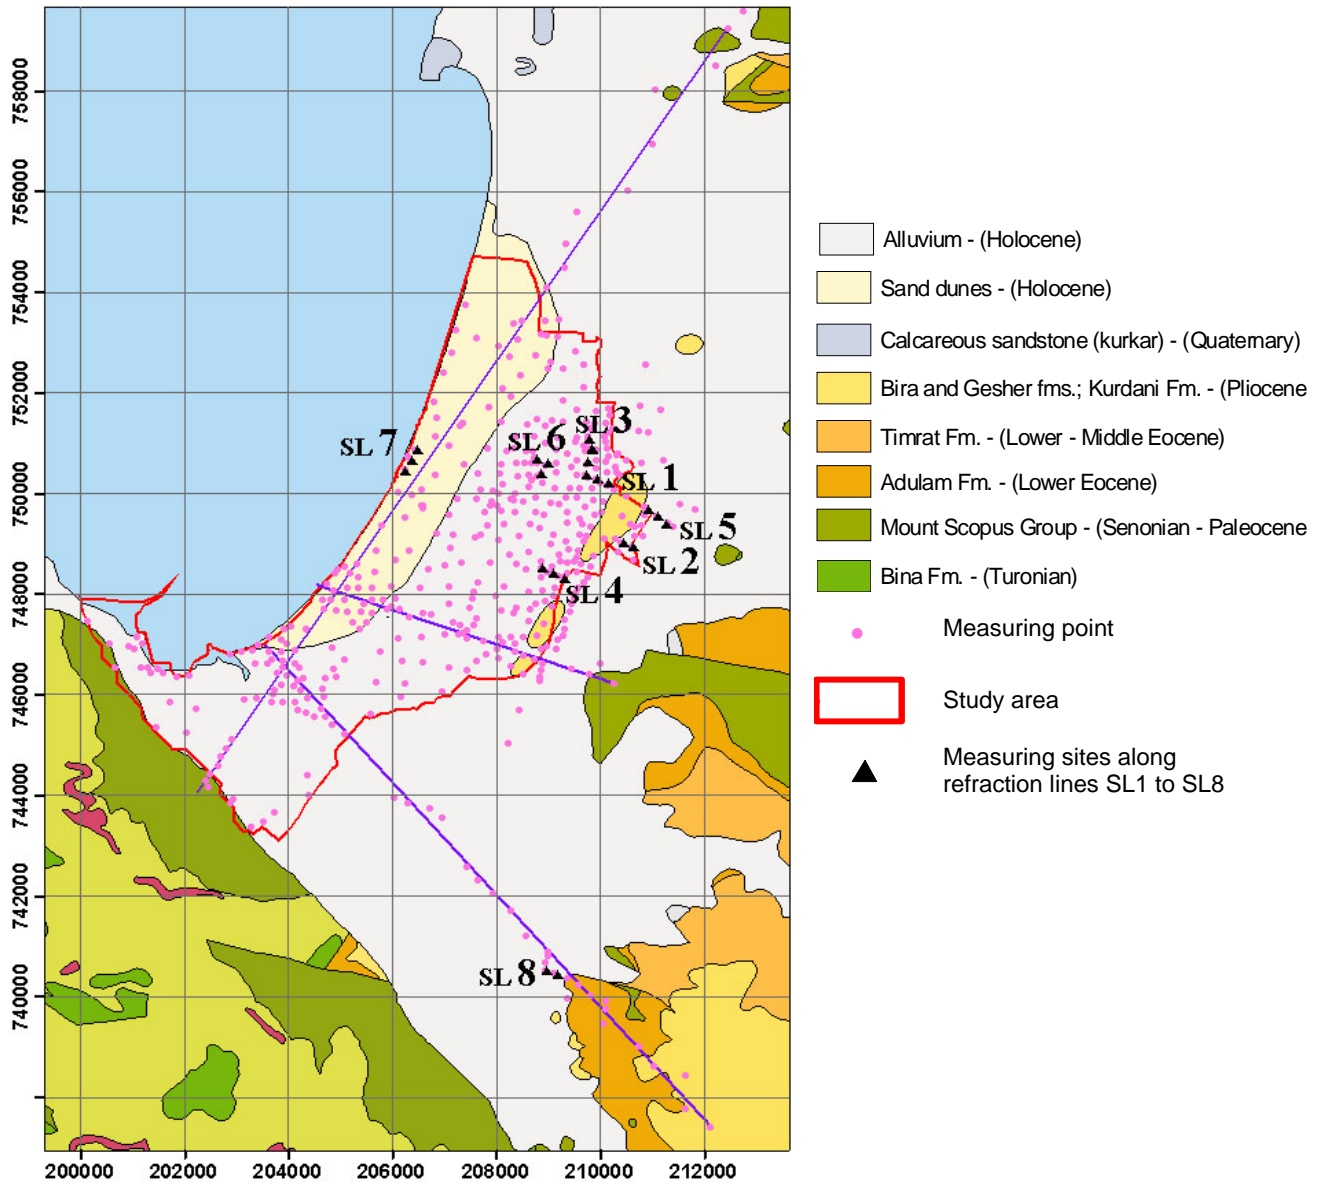 758000
756000
754000
752000
750000
748000
746000
744000
742000
740000
200000 202000 204000 206000 208000 210000 212000
SL 7
SL 6
SL 3
SL 1
SL 5
SL 2
SL 4
SL 8
Alluvium - (Holocene)
Sand dunes - (Holocene)
Calcareous sandstone (kurkar) - (Quaternary)
Bira and Gesher fms.; Kurdani Fm. - (Pliocene
Timrat Fm. - (Lower - Middle Eocene)
Adulam Fm. - (Lower Eocene)
Mount Scopus Group - (Senonian - Paleocene
Bina Fm. - (Turonian)
Measuring point
Study area
Measuring sites along
refraction lines SL1 to SL8